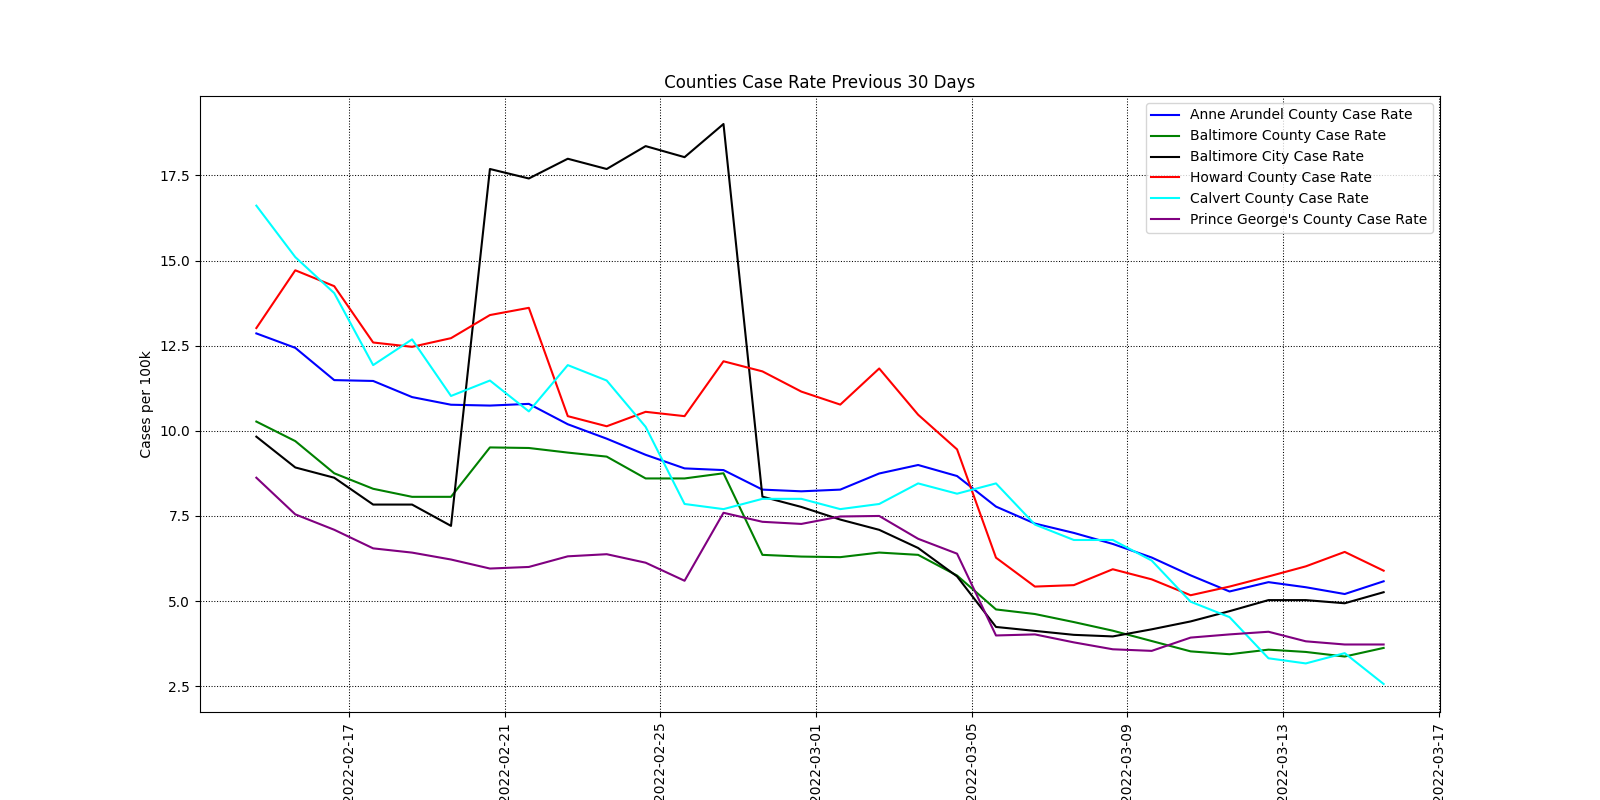 Counties Case Rate Previous 30 Days
Anne Arundel County Case Rate
Baltimore County Case Rate
Baltimore City Case Rate
Howard County Case Rate
Calvert County Case Rate
Prince George's County Case Rate
Cases per 100k
17.5
15.0
12.5
10.0
7.5
5.0
2.5
2022-02-17
2022-02-21
2022-02-25
2022-03-01
2022-03-05
2022-03-09
2022-03-13
2022-03-17